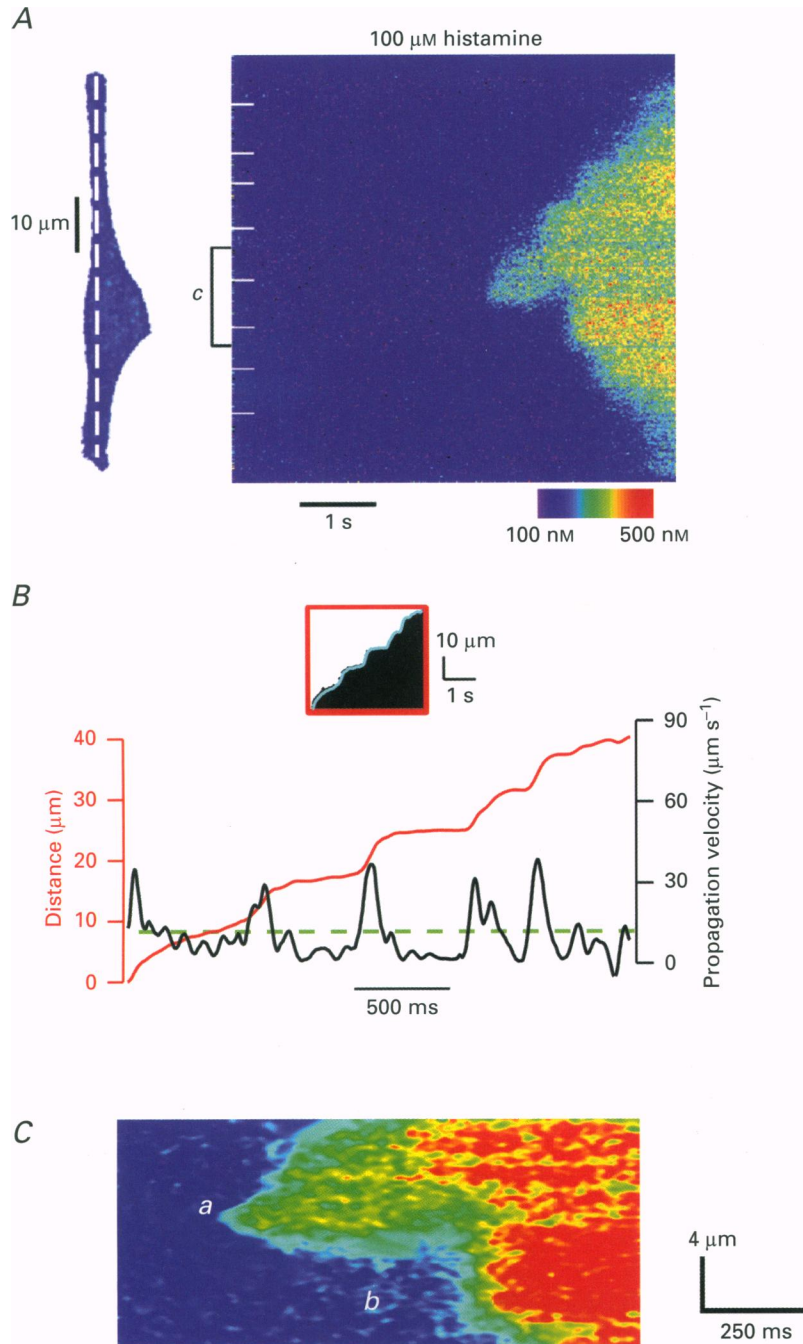 A
100 μM histamine
10 μm
c
1 s
100 nM
500 nM
B
10 μm
1 s
Distance (μm)
40
30
20
10
0
90
60
30
0
Propagation velocity (μm s⁻¹)
500 ms
C
a
b
4 μm
250 ms